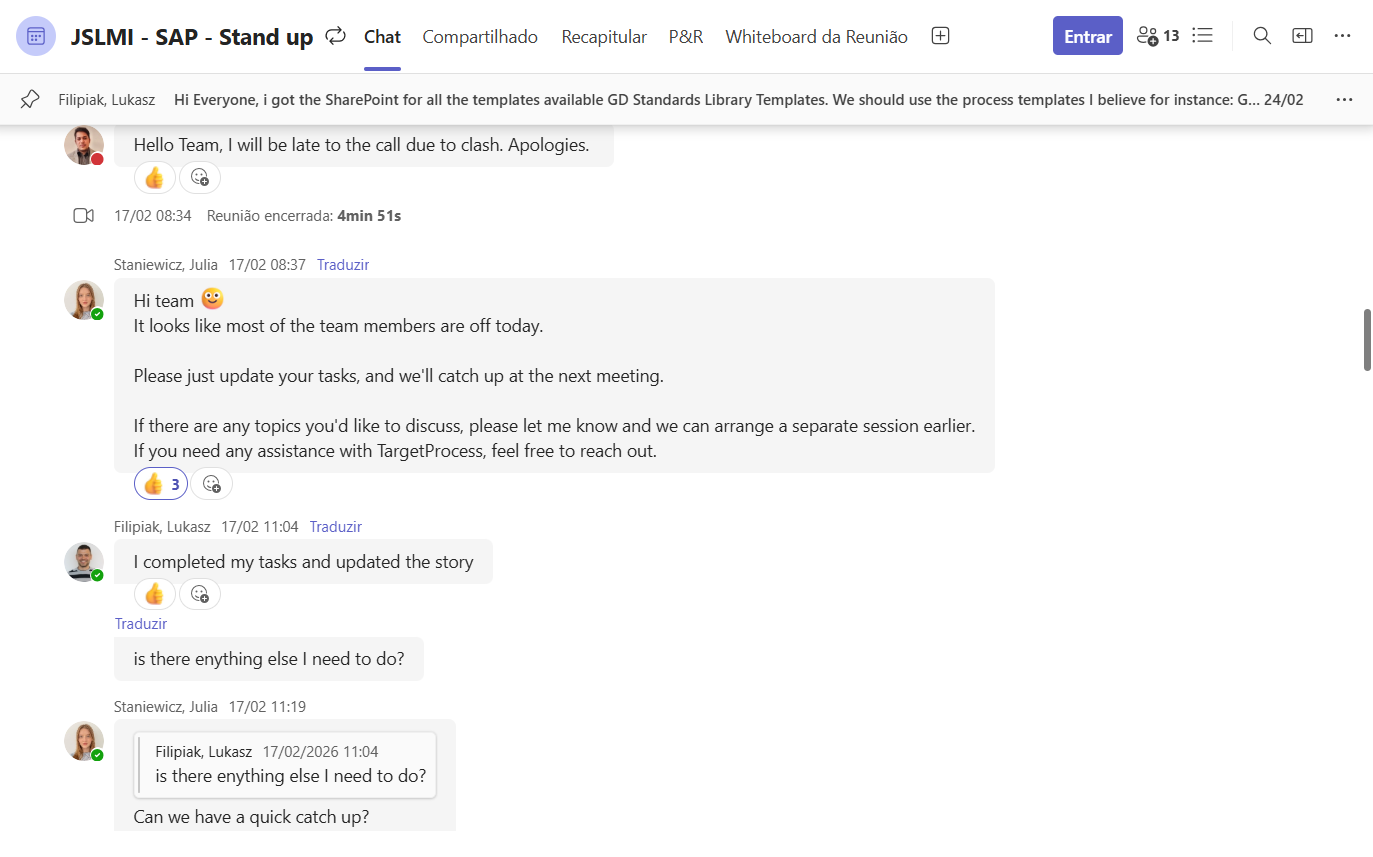 JSLMI - SAP - Stand up
Chat
Compartilhado
Recapitular
P&R
Whiteboard da Reunião
Entrar
13
Filipiak, Lukasz Hi Everyone, i got the SharePoint for all the templates available GD Standards Library Templates. We should use the process templates I believe for instance: G... 24/02
Hello Team, I will be late to the call due to clash. Apologies.
17/02 08:34 Reunião encerrada: 4min 51s
Staniewicz, Julia 17/02 08:37 Traduzir
Hi team
It looks like most of the team members are off today.
Please just update your tasks, and we'll catch up at the next meeting.
If there are any topics you'd like to discuss, please let me know and we can arrange a separate session earlier.
If you need any assistance with TargetProcess, feel free to reach out.
3
Filipiak, Lukasz 17/02 11:04 Traduzir
I completed my tasks and updated the story
Traduzir
is there enything else I need to do?
Staniewicz, Julia 17/02 11:19
Filipiak, Lukasz 17/02/2026 11:04
is there enything else I need to do?
Can we have a quick catch up?